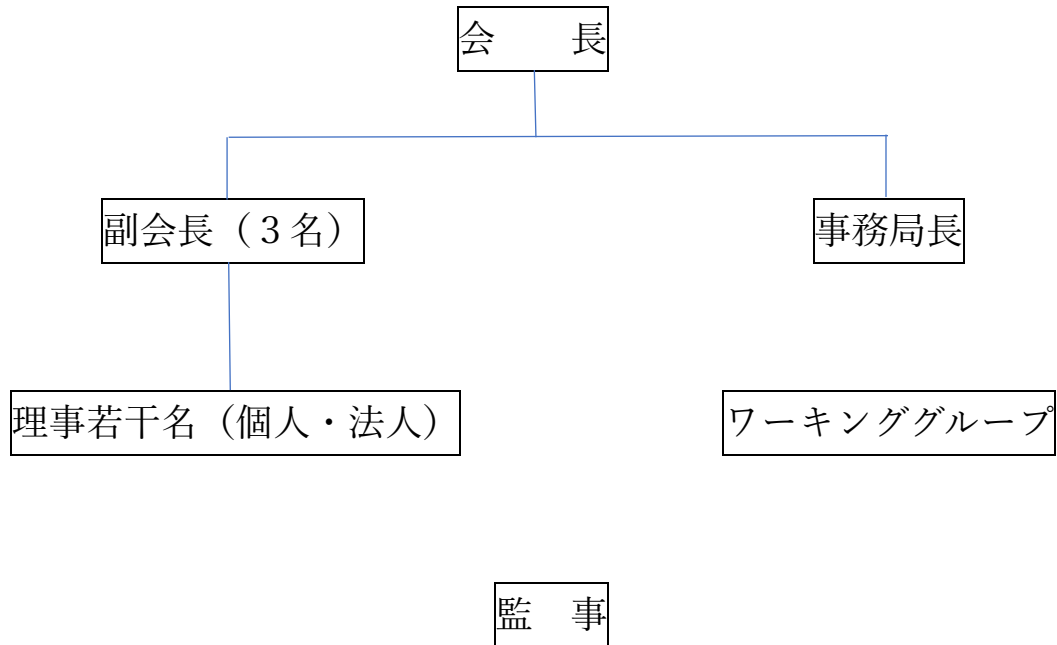 会　　長
副会長（３名）
事務局長
理事若干名（個人・法人）
ワーキンググループ
監　事